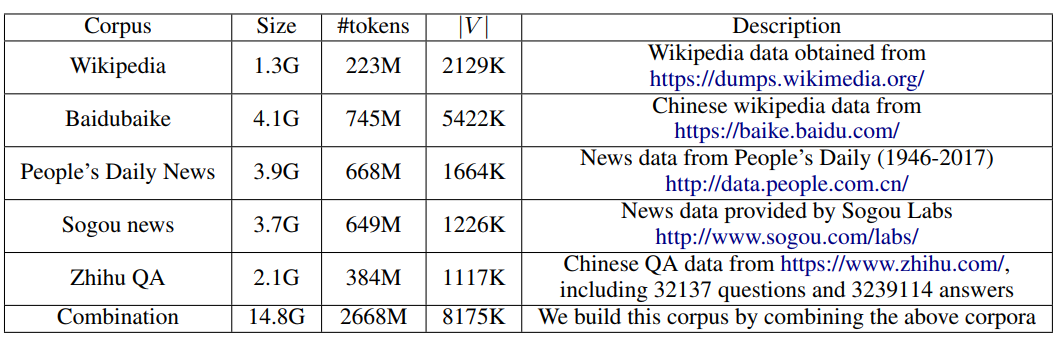 Corpus Size #tokens |V| Description
Wikipedia 1.3G 223M 2129K Wikipedia data obtained from
https://dumps.wikimedia.org/
Baidubaike 4.1G 745M 5422K Chinese wikipedia data from
https://baike.baidu.com/
People's Daily News 3.9G 668M 1664K News data from People's Daily (1946-2017)
http://data.people.com.cn/
Sogou news 3.7G 649M 1226K News data provided by Sogou Labs
http://www.sogou.com/labs/
Zhihu QA 2.1G 384M 1117K Chinese QA data from https://www.zhihu.com/,
including 32137 questions and 3239114 answers
Combination 14.8G 2668M 8175K We build this corpus by combining the above corpora